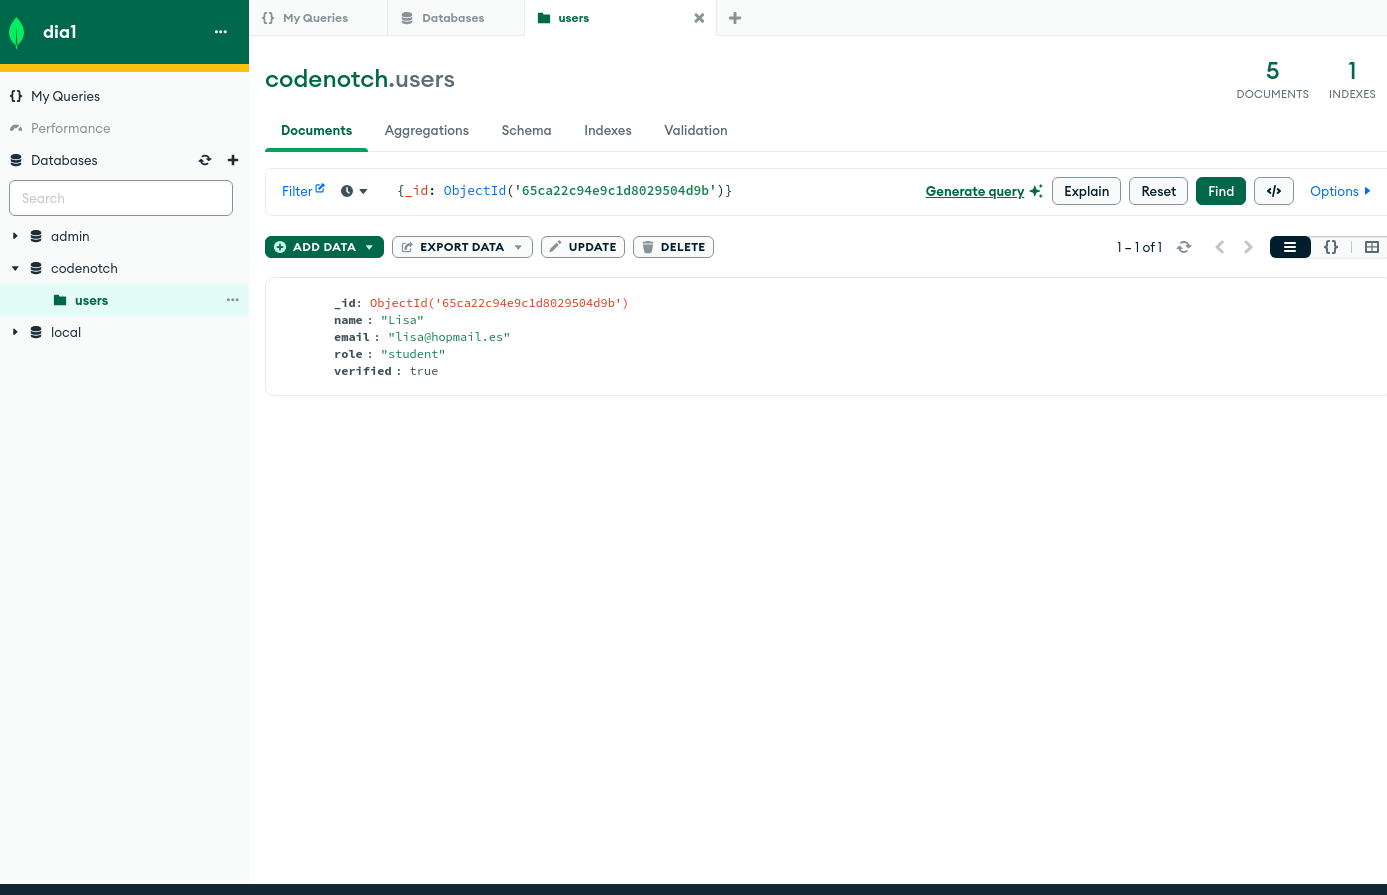 dia1
My Queries
Performance
Databases
Search
admin
codenotch
users
local
My Queries
Databases
users
codenotch.users
5
DOCUMENTS
1
INDEXES
Documents Aggregations Schema Indexes Validation
Filter {_id: ObjectId('65ca22c94e9c1d8029504d9b')} Generate query Explain Reset Find </> Options
ADD DATA EXPORT DATA UPDATE DELETE 1 – 1 of 1 {}
_id: ObjectId('65ca22c94e9c1d8029504d9b')
name : "Lisa"
email : "lisa@hopmail.es"
role : "student"
verified : true